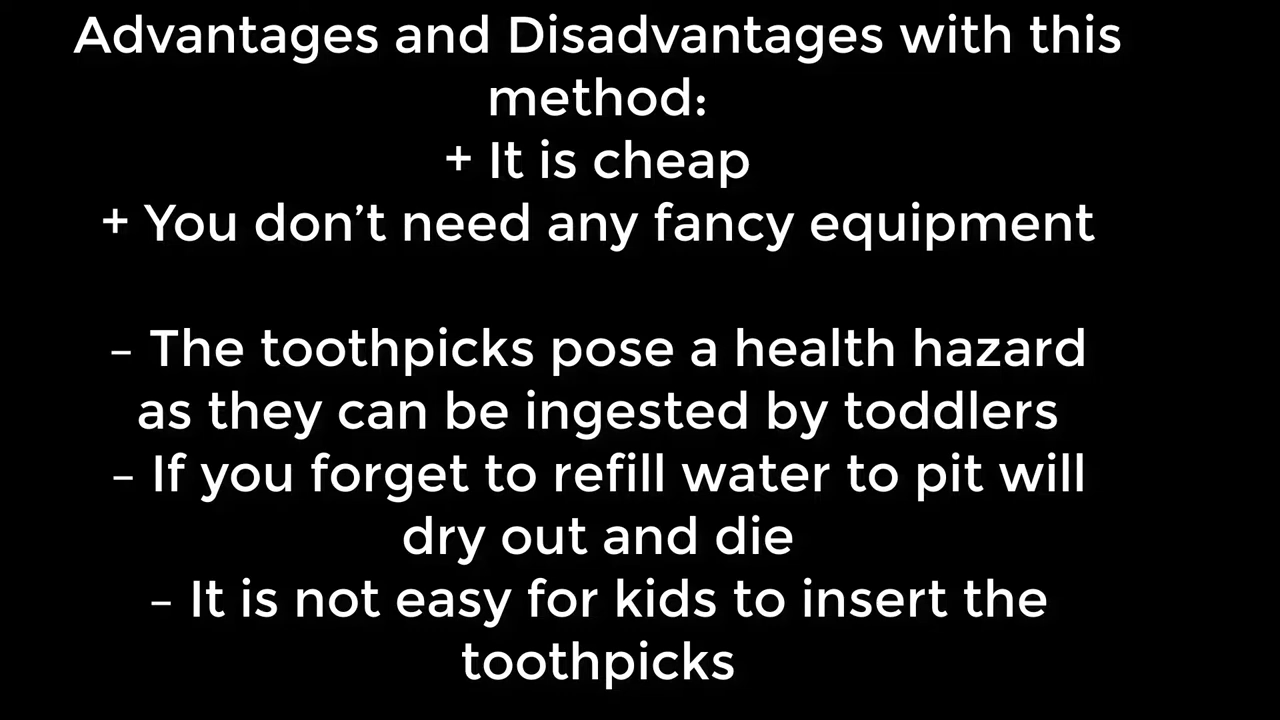 Advantages and Disadvantages with this
method:
+ It is cheap
+ You don’t need any fancy equipment
– The toothpicks pose a health hazard
as they can be ingested by toddlers
– If you forget to refill water to pit will
dry out and die
– It is not easy for kids to insert the
toothpicks